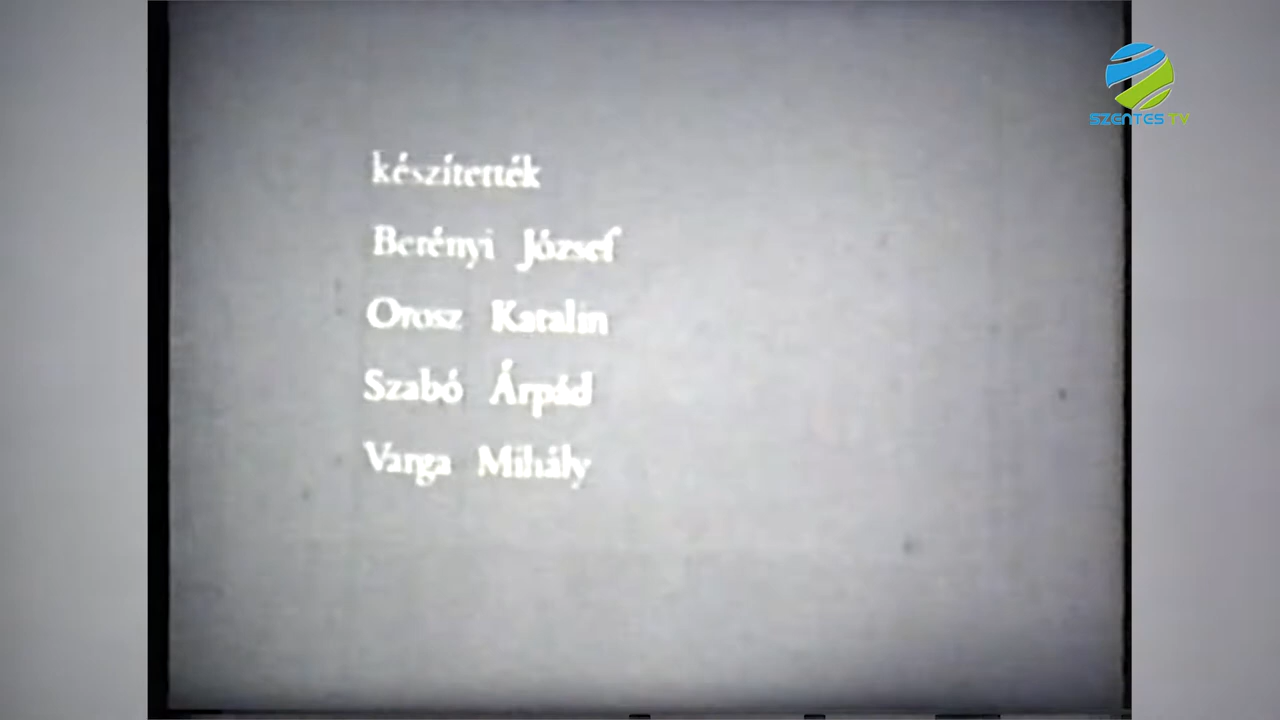 SZENTES TV
készítették
Berényi József
Orosz Katalin
Szabó Árpád
Varga Mihály